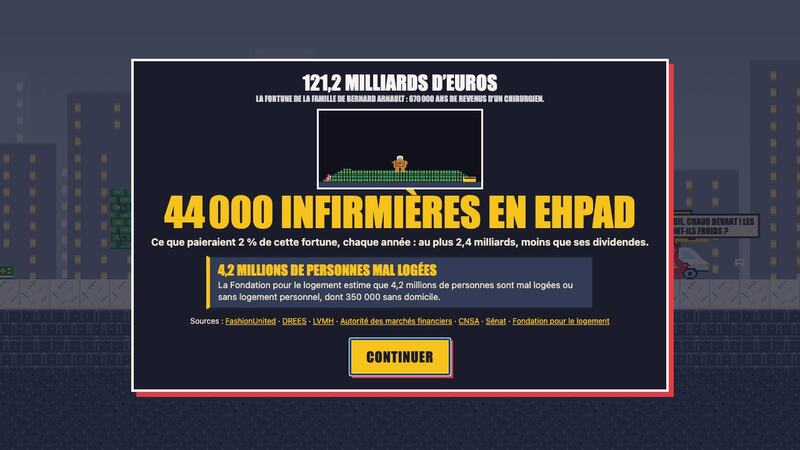 121,2 MILLIARDS D'EUROS
LA FORTUNE DE LA FAMILLE DE BERNARD ARNAULT : 670 000 ANS DE REVENUS D'UN CHIRURGIEN.
44 000 INFIRMIÈRES EN EHPAD
Ce que paieraient 2 % de cette fortune, chaque année : au plus 2,4 milliards, moins que ses dividendes.
4,2 MILLIONS DE PERSONNES MAL LOGÉES
La Fondation pour le logement estime que 4,2 millions de personnes sont mal logées ou
sans logement personnel, dont 350 000 sans domicile.
Sources : FashionUnited · DREES · LVMH · Autorité des marchés financiers · CNSA · Sénat · Fondation pour le logement
CONTINUER
CHAUD DEVANT ! LES
FROIDS ?